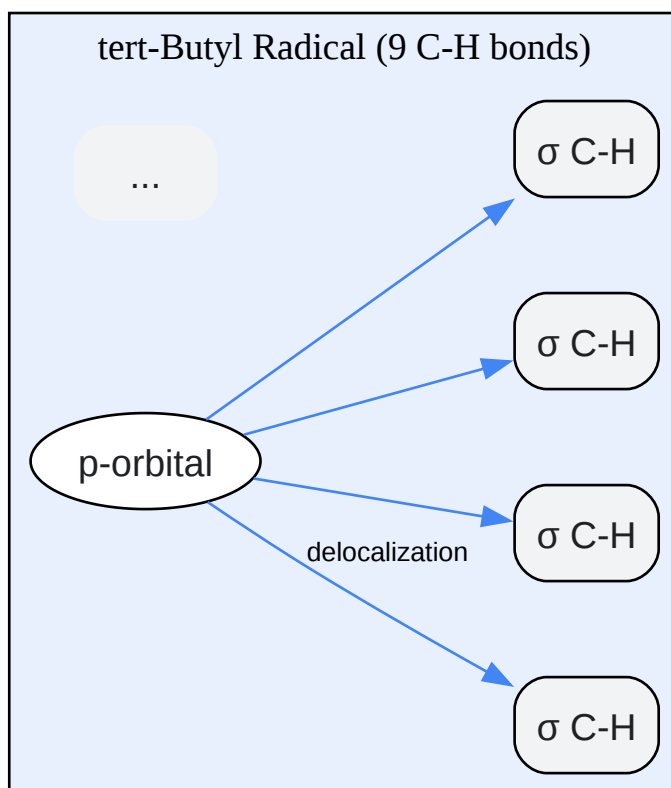 tert-Butyl Radical (9 C-H bonds)
...
σ C-H
σ C-H
p-orbital
σ C-H
delocalization
σ C-H